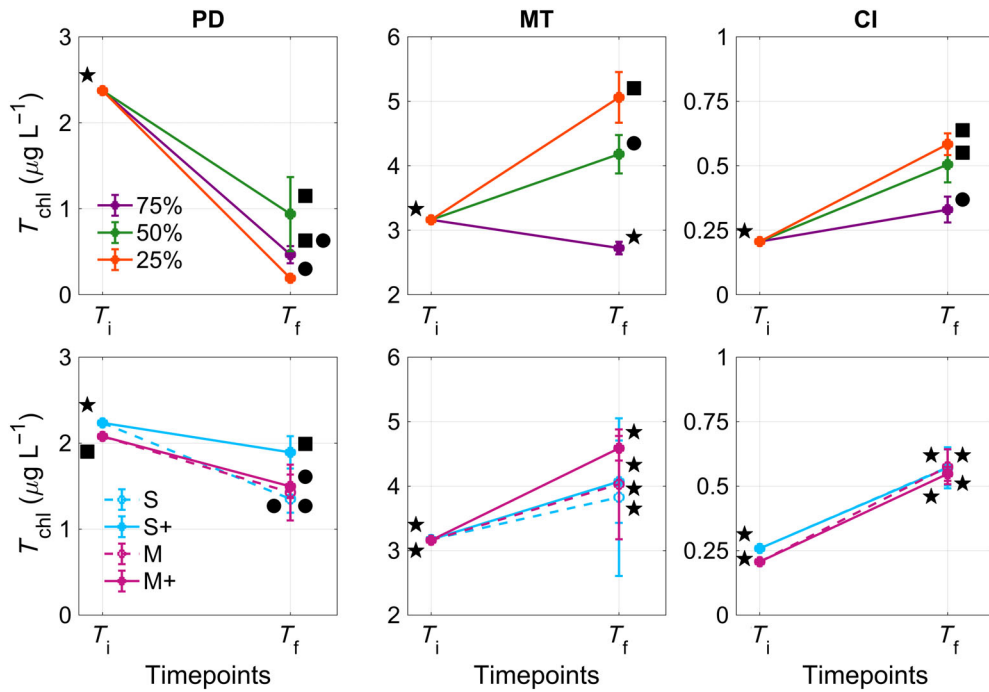 PD
MT
CI
T_chl (μg L⁻¹)
3
2
1
0
75%
50%
25%
T_i
T_f
6
5
4
3
2
T_i
T_f
1
0.75
0.5
0.25
0
T_i
T_f
T_chl (μg L⁻¹)
3
2
1
0
S
S+
M
M+
T_i
T_f
Timepoints
6
5
4
3
2
T_i
T_f
Timepoints
1
0.75
0.5
0.25
0
T_i
T_f
Timepoints